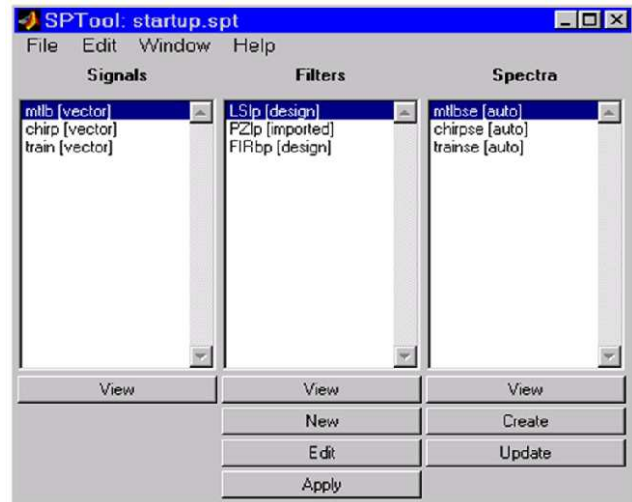 SPTool: startup.spt
File Edit Window Help
Signals Filters Spectra
mtlb [vector] LSlp [design] mtlbse [auto]
chirp [vector] PZlp [imported] chirpse [auto]
train [vector] FIRbp [design] trainse [auto]
View View View
New Create
Edit Update
Apply